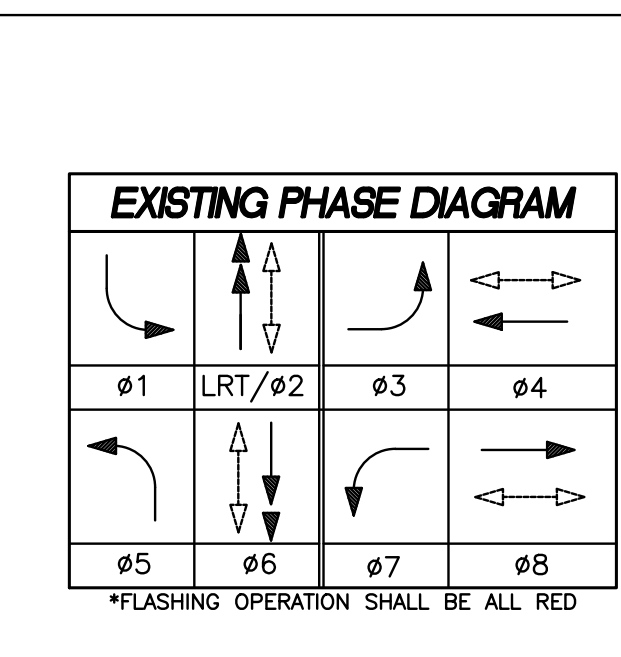 EXISTING PHASE DIAGRAM
ø1 LRT/ø2 ø3 ø4
ø5 ø6 ø7 ø8
*FLASHING OPERATION SHALL BE ALL RED